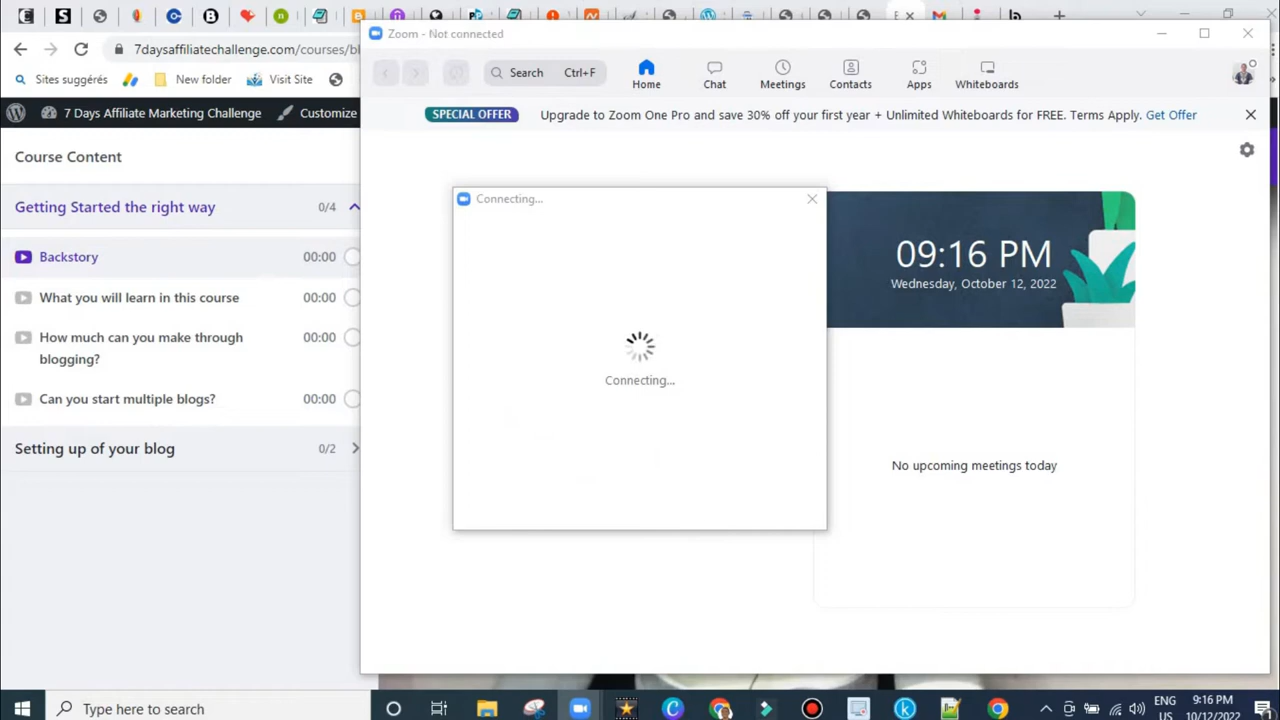 Zoom - Not connected
7daysaffiliatechallenge.com/courses/bl
Search Ctrl+F
Home
Chat
Meetings
Contacts
Apps
Whiteboards
Sites suggérés
New folder
Visit Site
7 Days Affiliate Marketing Challenge
Customize
SPECIAL OFFER
Upgrade to Zoom One Pro and save 30% off your first year + Unlimited Whiteboards for FREE. Terms Apply. Get Offer
Course Content
Getting Started the right way 0/4
Backstory 00:00
What you will learn in this course 00:00
How much can you make through 00:00
blogging?
Can you start multiple blogs? 00:00
Setting up of your blog 0/2
Connecting...
Connecting...
09:16 PM
Wednesday, October 12, 2022
No upcoming meetings today
Type here to search
ENG
US
9:16 PM
10/12/2022